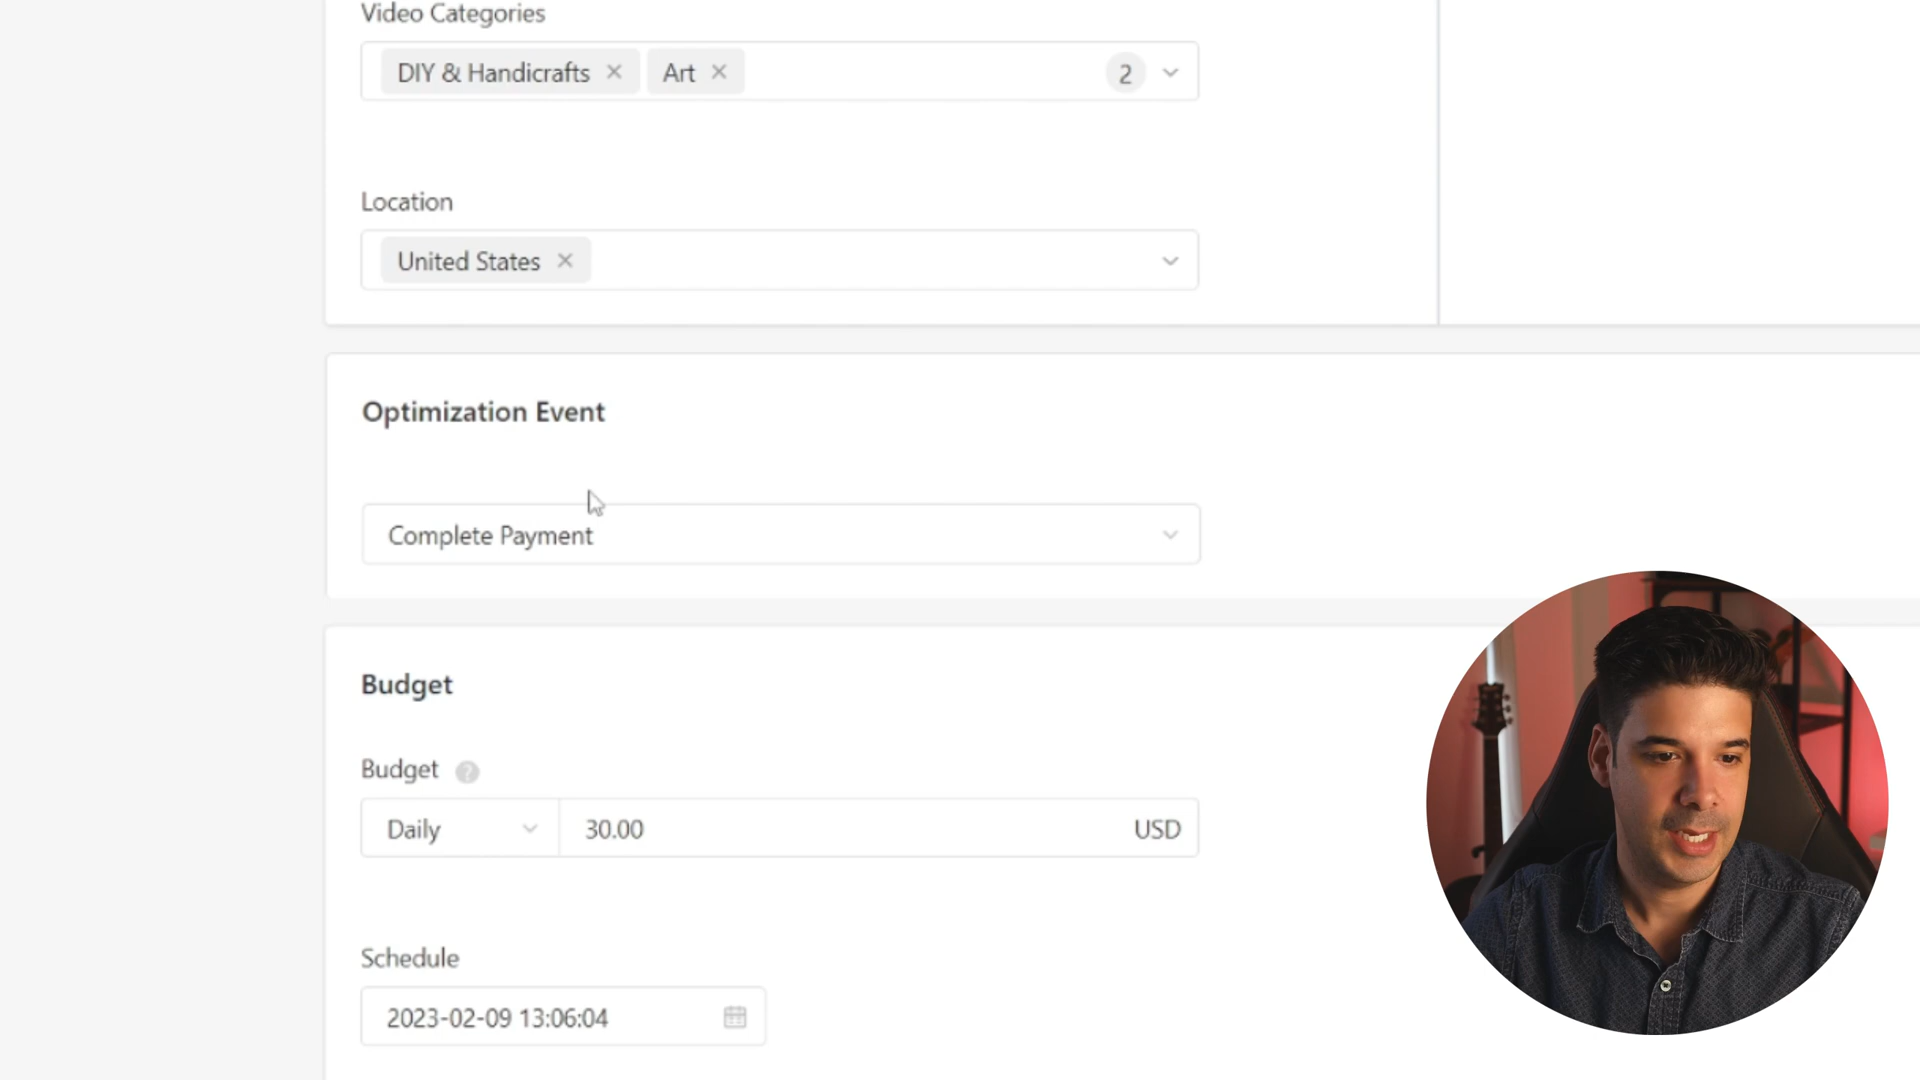 Video Categories
DIY & Handicrafts × Art × 2
Location
United States ×
Optimization Event
Complete Payment
Budget
Budget ?
Daily 30.00 USD
Schedule
2023-02-09 13:06:04